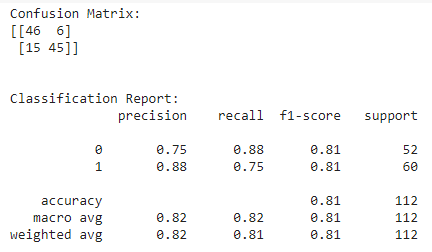 Confusion Matrix:
[[46  6]
 [15 45]]
Classification Report:
              precision    recall  f1-score   support
           0       0.75      0.88      0.81        52
           1       0.88      0.75      0.81        60
    accuracy                           0.81       112
   macro avg       0.82      0.82      0.81       112
weighted avg       0.82      0.81      0.81       112